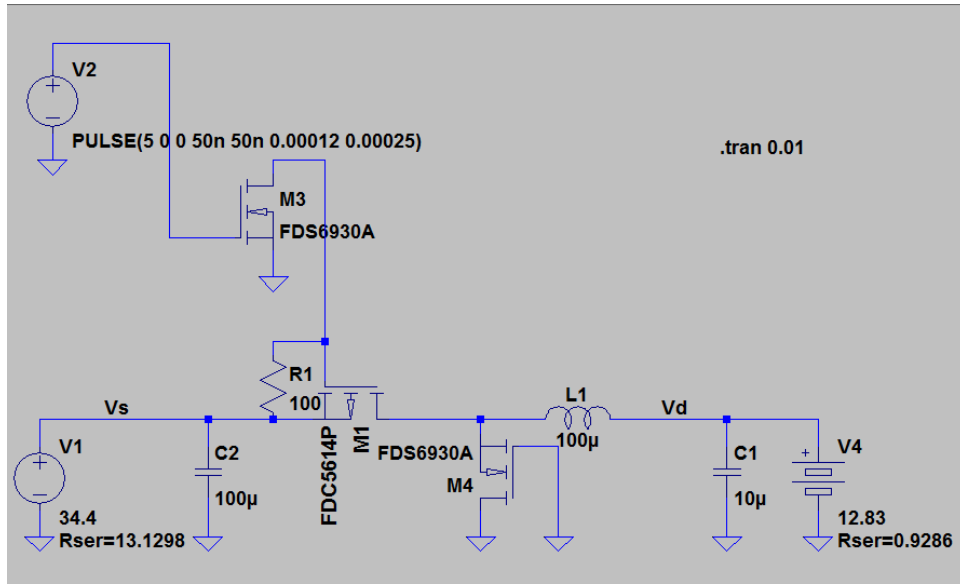 V2
PULSE(5 0 0 50n 50n 0.00012 0.00025)
.tran 0.01
M3
FDS6930A
R1
100
FDC5614P
M1
Vs
V1
34.4
Rser=13.1298
C2
100µ
FDS6930A
M4
L1
100µ
Vd
C1
10µ
V4
12.83
Rser=0.9286